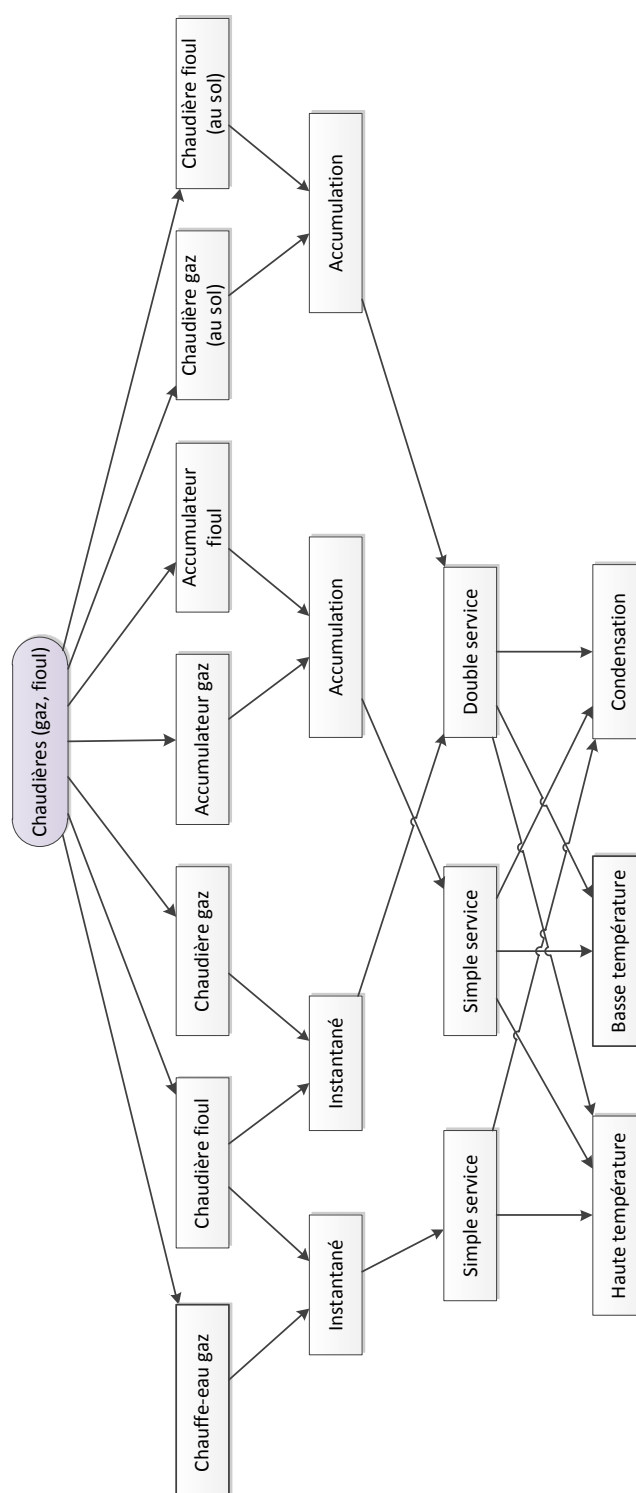 Chaudières (gaz, fioul)
Chauffe-eau gaz
Chaudière fioul
Chaudière gaz
Accumulateur gaz
Accumulateur
fioul
Chaudière gaz
(au sol)
Chaudière fioul
(au sol)
Instantané
Instantané
Accumulation
Accumulation
Simple service
Simple service
Double service
Haute température
Basse température
Condensation